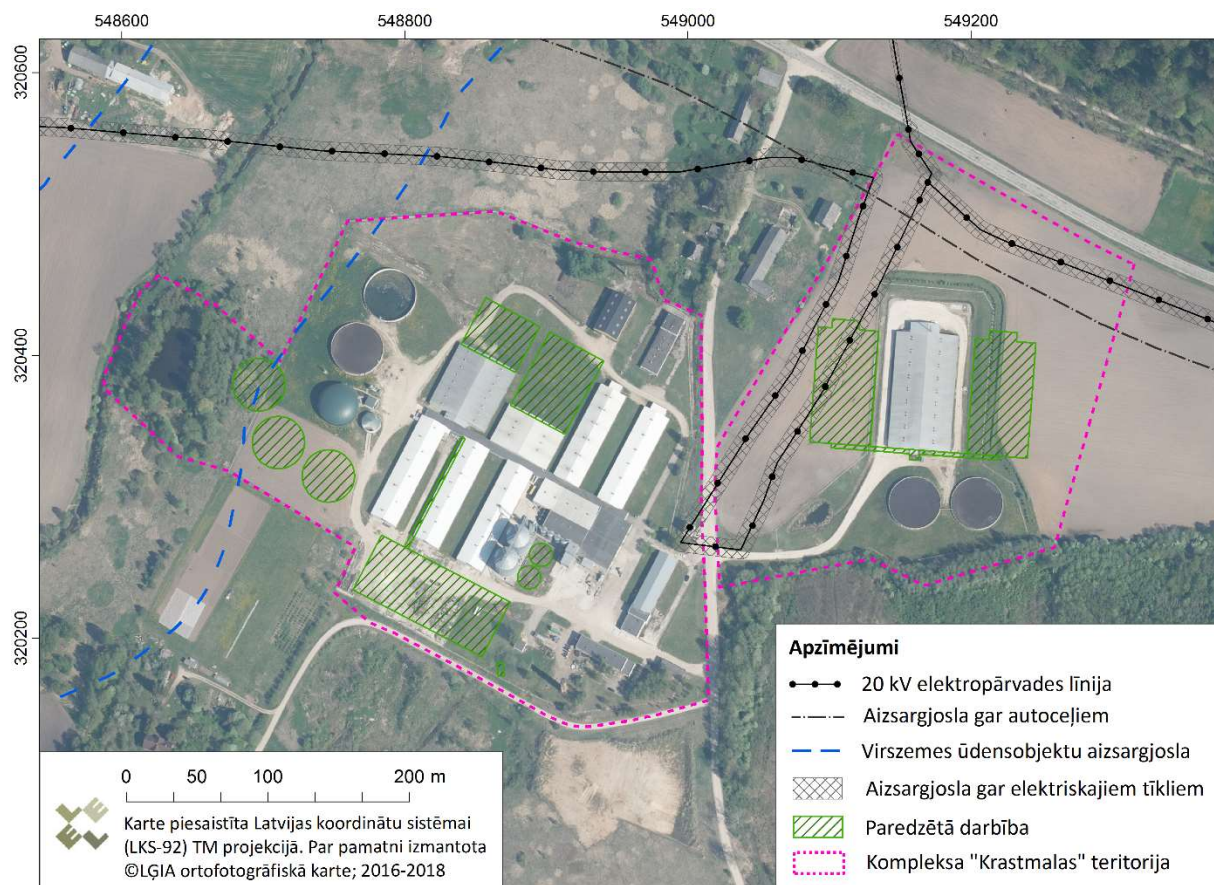 548600
548800
549000
549200
320600
320400
320200
Apzīmējumi
20 kV elektropārvades līnija
Aizsargjosla gar autoceļiem
Virszemes ūdensobjektu aizsargjosla
Aizsargjosla gar elektriskajiem tīkliem
Paredzētā darbība
Kompleksa "Krastmalas" teritorija
0 50 100 200 m
Karte piesaistīta Latvijas koordinātu sistēmai
(LKS-92) TM projekcijā. Par pamatni izmantota
©LĢIA ortofotogrāfiskā karte; 2016-2018